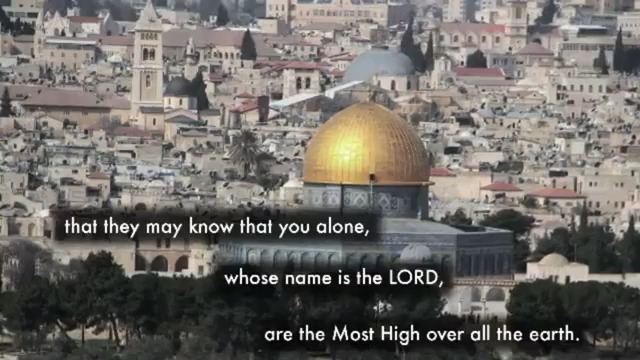 that they may know that you alone,
whose name is the LORD,
are the Most High over all the earth.